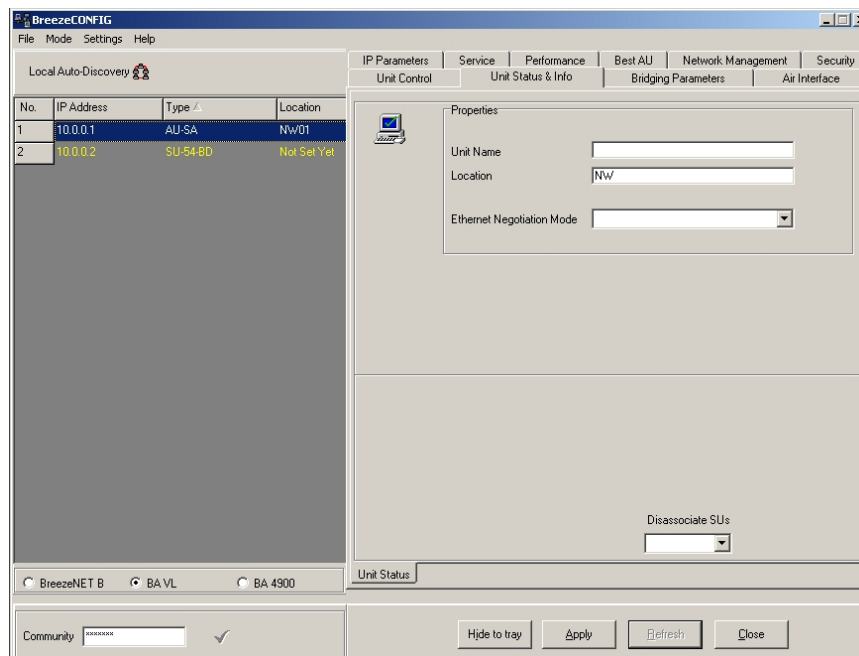 BreezeCONFIG
File Mode Settings Help
Local Auto-Discovery
No. IP Address Type Location
1 10.0.0.1 AU-SA NW01
2 10.0.0.2 SU-54-BD Not Set Yet
BreezeNET B BA VL BA 4900
Community xxxxxxx
IP Parameters Service Performance Best AU Network Management Security
Unit Control Unit Status & Info Bridging Parameters Air Interface
Properties
Unit Name
Location NW
Ethernet Negotiation Mode
Disassociate SUs
Unit Status
Hide to tray Apply Refresh Close